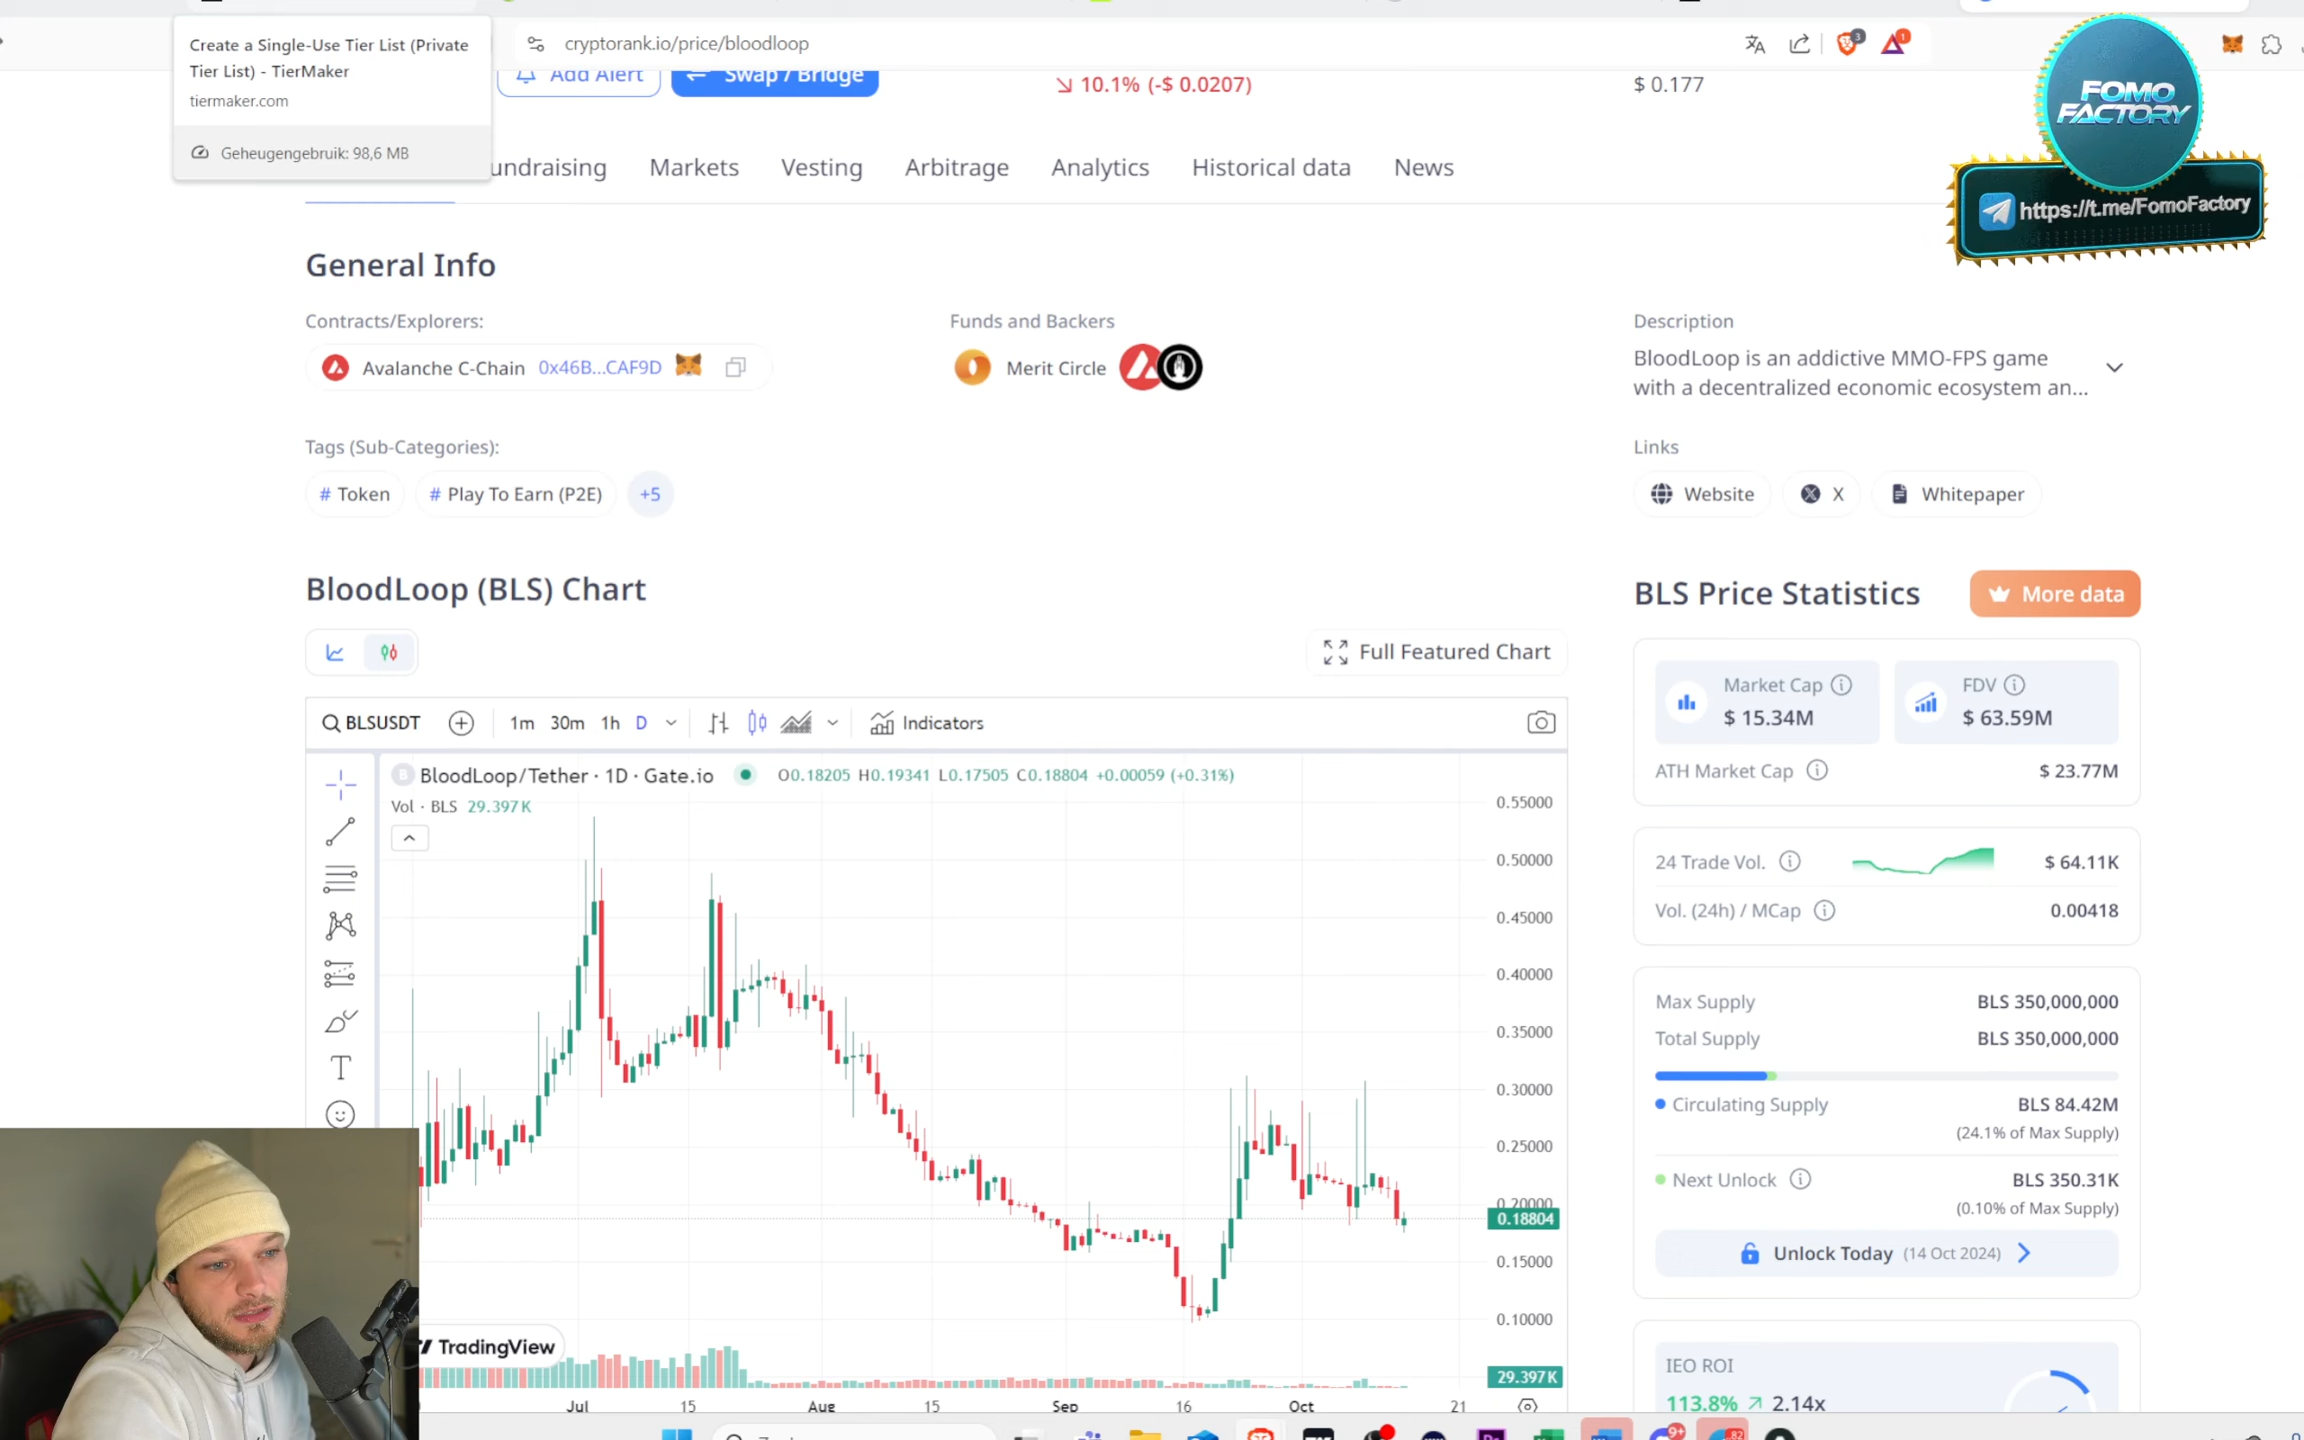 Create a Single-Use Tier List (Private
Tier List) - TierMaker
tiermaker.com
Geheugengebruik: 98,6 MB
cryptorank.io/price/bloodloop
3
1
Add Alert
Swap / Bridge
10.1% (-$ 0.0207)
$ 0.177
FOMO
FACTORY
https://t.me/FomoFactory
undraising
Markets
Vesting
Arbitrage
Analytics
Historical data
News
General Info
Contracts/Explorers:
Avalanche C-Chain 0x46B...CAF9D
Funds and Backers
Merit Circle
Description
BloodLoop is an addictive MMO-FPS game
with a decentralized economic ecosystem an...
Tags (Sub-Categories):
# Token
# Play To Earn (P2E)
+5
Links
Website
X
Whitepaper
BloodLoop (BLS) Chart
Full Featured Chart
BLSUSDT
1m 30m 1h D
Indicators
B BloodLoop/Tether · 1D · Gate.io
O0.18205 H0.19341 L0.17505 C0.18804 +0.00059 (+0.31%)
Vol · BLS 29.397 K
0.55000
0.50000
0.45000
0.40000
0.35000
0.30000
0.25000
0.20000
0.18804
0.15000
0.10000
29.397 K
TradingView
Jul
15
Aug
15
Sep
16
Oct
21
BLS Price Statistics
More data
Market Cap
$ 15.34M
FDV
$ 63.59M
ATH Market Cap
$ 23.77M
24 Trade Vol.
$ 64.11K
Vol. (24h) / MCap
0.00418
Max Supply
BLS 350,000,000
Total Supply
BLS 350,000,000
Circulating Supply
BLS 84.42M
(24.1% of Max Supply)
Next Unlock
BLS 350.31K
(0.10% of Max Supply)
Unlock Today (14 Oct 2024)
IEO ROI
113.8% 2.14x
9+
82